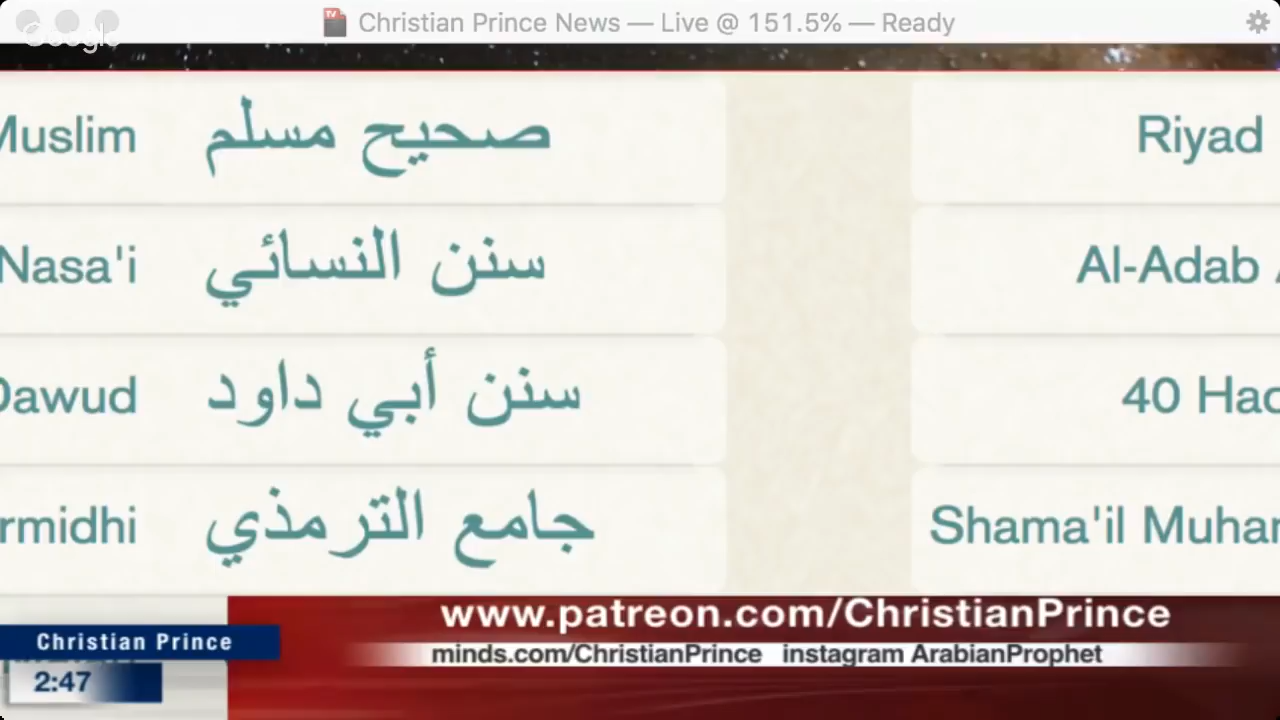 Christian Prince News — Live @ 151.5% — Ready
Google
Muslim صحيح مسلم Riyad
Nasa'i سنن النسائي Al-Adab
Dawud سنن أبي داود 40 Had
rmidhi جامع الترمذي Shama'il Muham
www.patreon.com/ChristianPrince
Christian Prince
minds.com/ChristianPrince instagram ArabianProphet
2:47